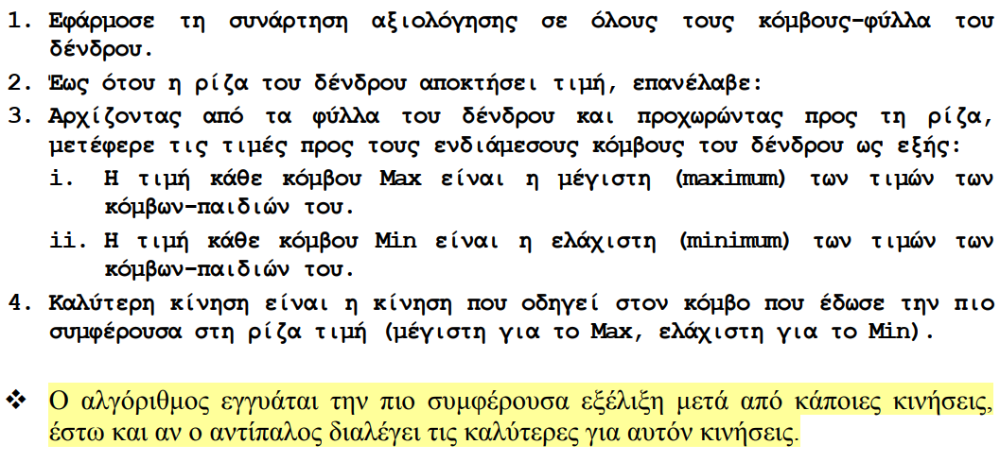 1. Εφάρμοσε τη συνάρτηση αξιολόγησης σε όλους τους κόμβους-φύλλα του
δένδρου.
2. Έως ότου η ρίζα του δένδρου αποκτήσει τιμή, επανέλαβε:
3. Αρχίζοντας από τα φύλλα του δένδρου και προχωρώντας προς τη ρίζα,
μετέφερε τις τιμές προς τους ενδιάμεσους κόμβους του δένδρου ως εξής:
i. Η τιμή κάθε κόμβου Max είναι η μέγιστη (maximum) των τιμών των
κόμβων-παιδιών του.
ii. Η τιμή κάθε κόμβου Min είναι η ελάχιστη (minimum) των τιμών των
κόμβων-παιδιών του.
4. Καλύτερη κίνηση είναι η κίνηση που οδηγεί στον κόμβο που έδωσε την πιο
συμφέρουσα στη ρίζα τιμή (μέγιστη για το Max, ελάχιστη για το Min).
❖ Ο αλγόριθμος εγγυάται την πιο συμφέρουσα εξέλιξη μετά από κάποιες κινήσεις,
έστω και αν ο αντίπαλος διαλέγει τις καλύτερες για αυτόν κινήσεις.